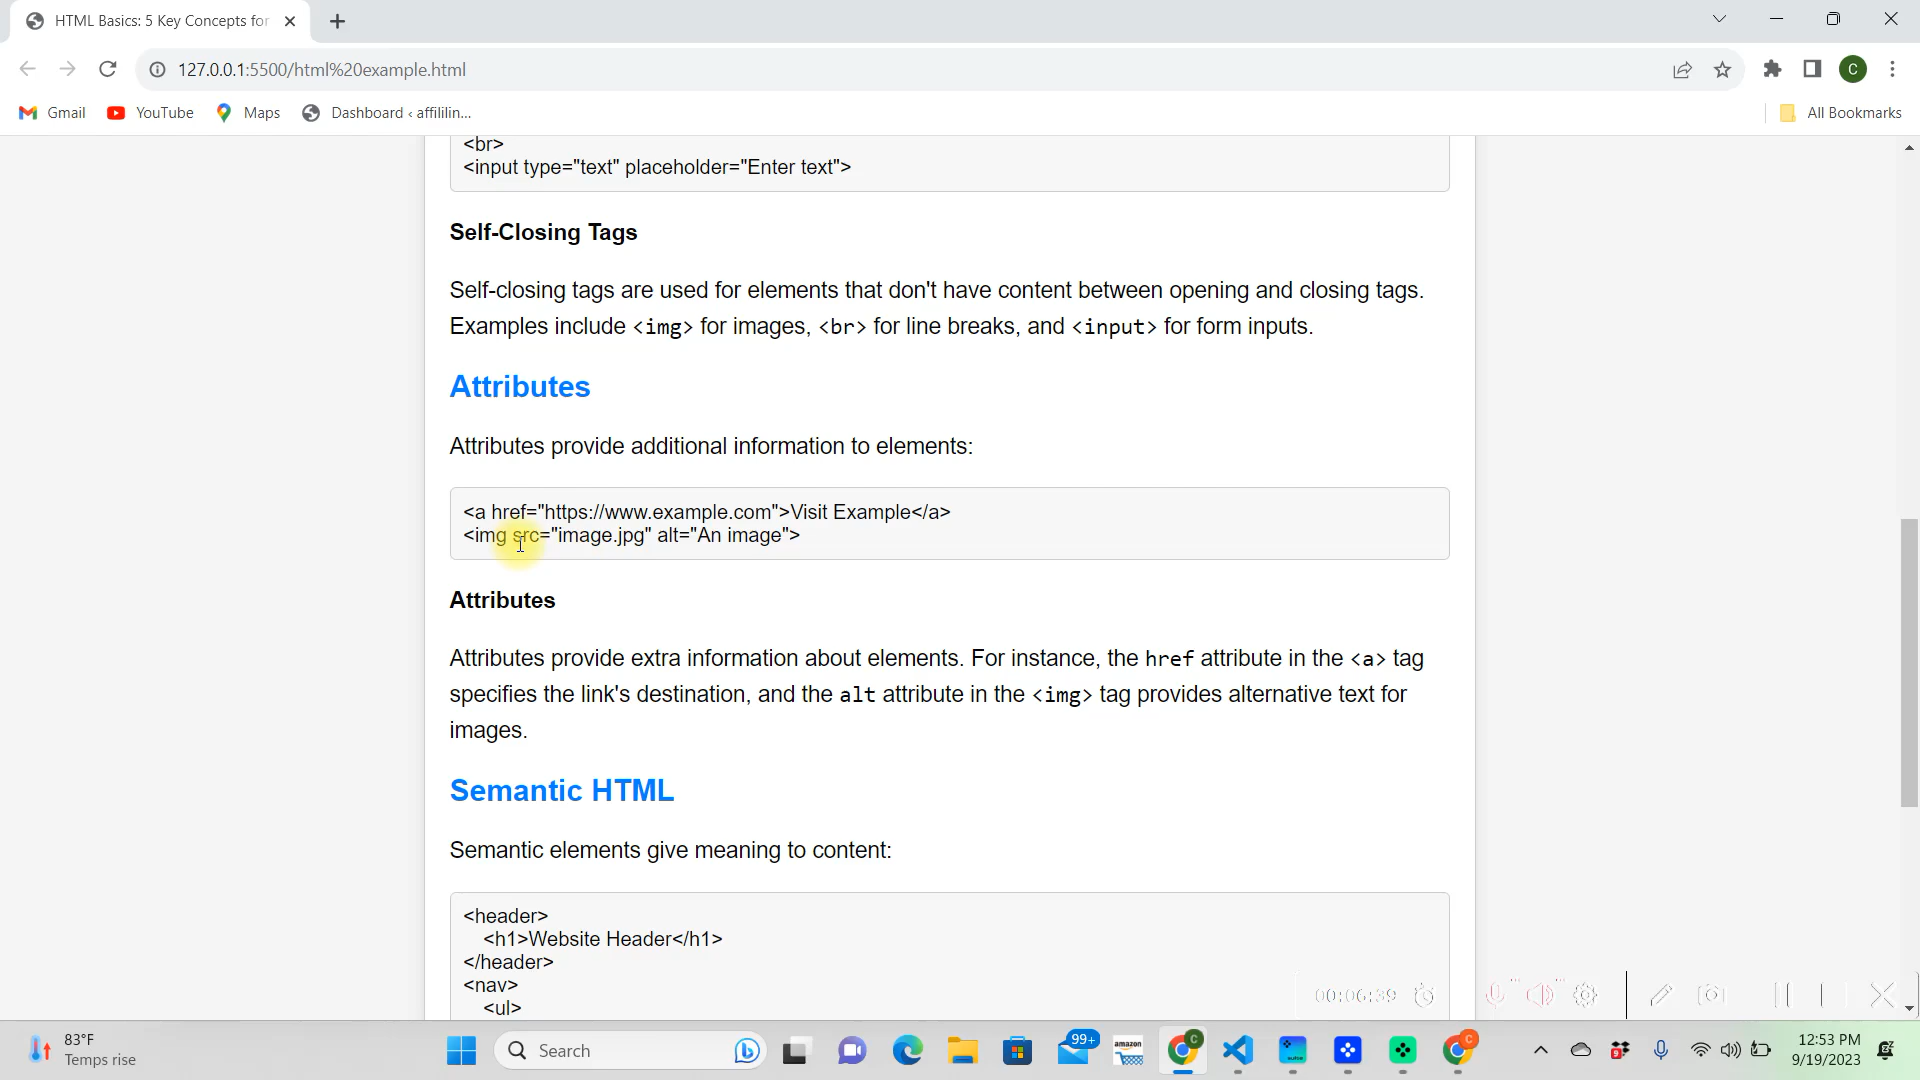 HTML Basics: 5 Key Concepts for
127.0.0.1:5500/html%20example.html
C
Gmail
YouTube
Maps
Dashboard ‹ affililin...
All Bookmarks
<br>
<input type="text" placeholder="Enter text">
Self-Closing Tags
Self-closing tags are used for elements that don't have content between opening and closing tags.
Examples include <img> for images, <br> for line breaks, and <input> for form inputs.
Attributes
Attributes provide additional information to elements:
<a href="https://www.example.com">Visit Example</a>
<img src="image.jpg" alt="An image">
Attributes
Attributes provide extra information about elements. For instance, the href attribute in the <a> tag
specifies the link's destination, and the alt attribute in the <img> tag provides alternative text for
images.
Semantic HTML
Semantic elements give meaning to content:
<header>
<h1>Website Header</h1>
</header>
<nav>
<ul>
00:06:39
83°F
Temps rise
Search
99+
amazon
C
C
9
12:53 PM
9/19/2023